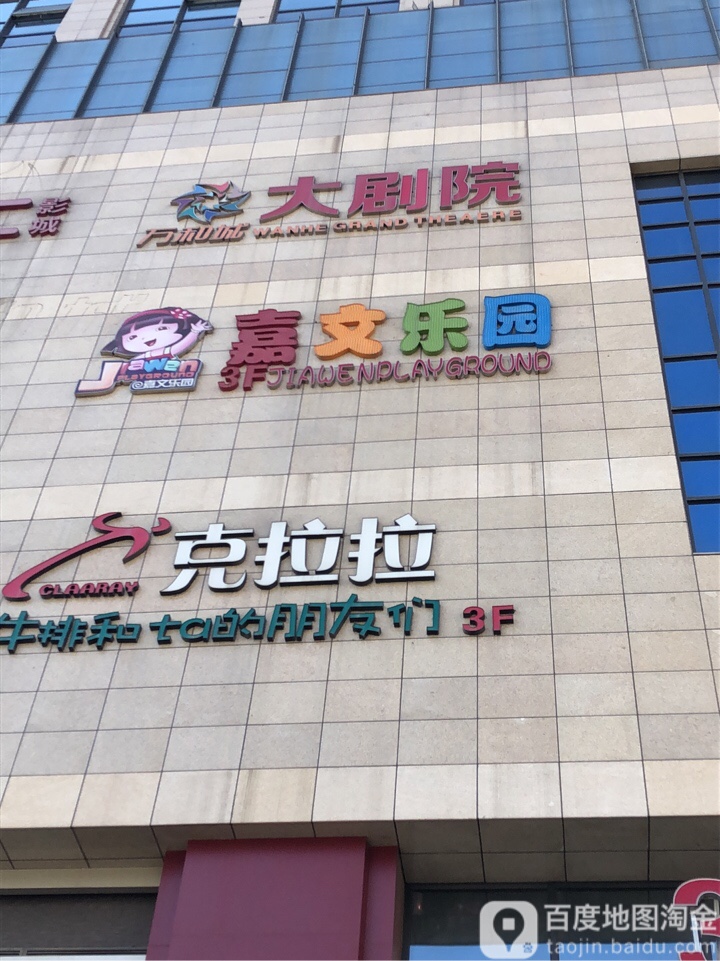 影城
万和城 大剧院
WANHE GRAND THEAERE
嘉文乐园
Jiawen
PLAYGROUND
@嘉文乐园
3F JIAWENPLAYGROUND
克拉拉
CLAARAY
牛排和ta的朋友们 3F
百度地图淘金
taojin.baidu.com